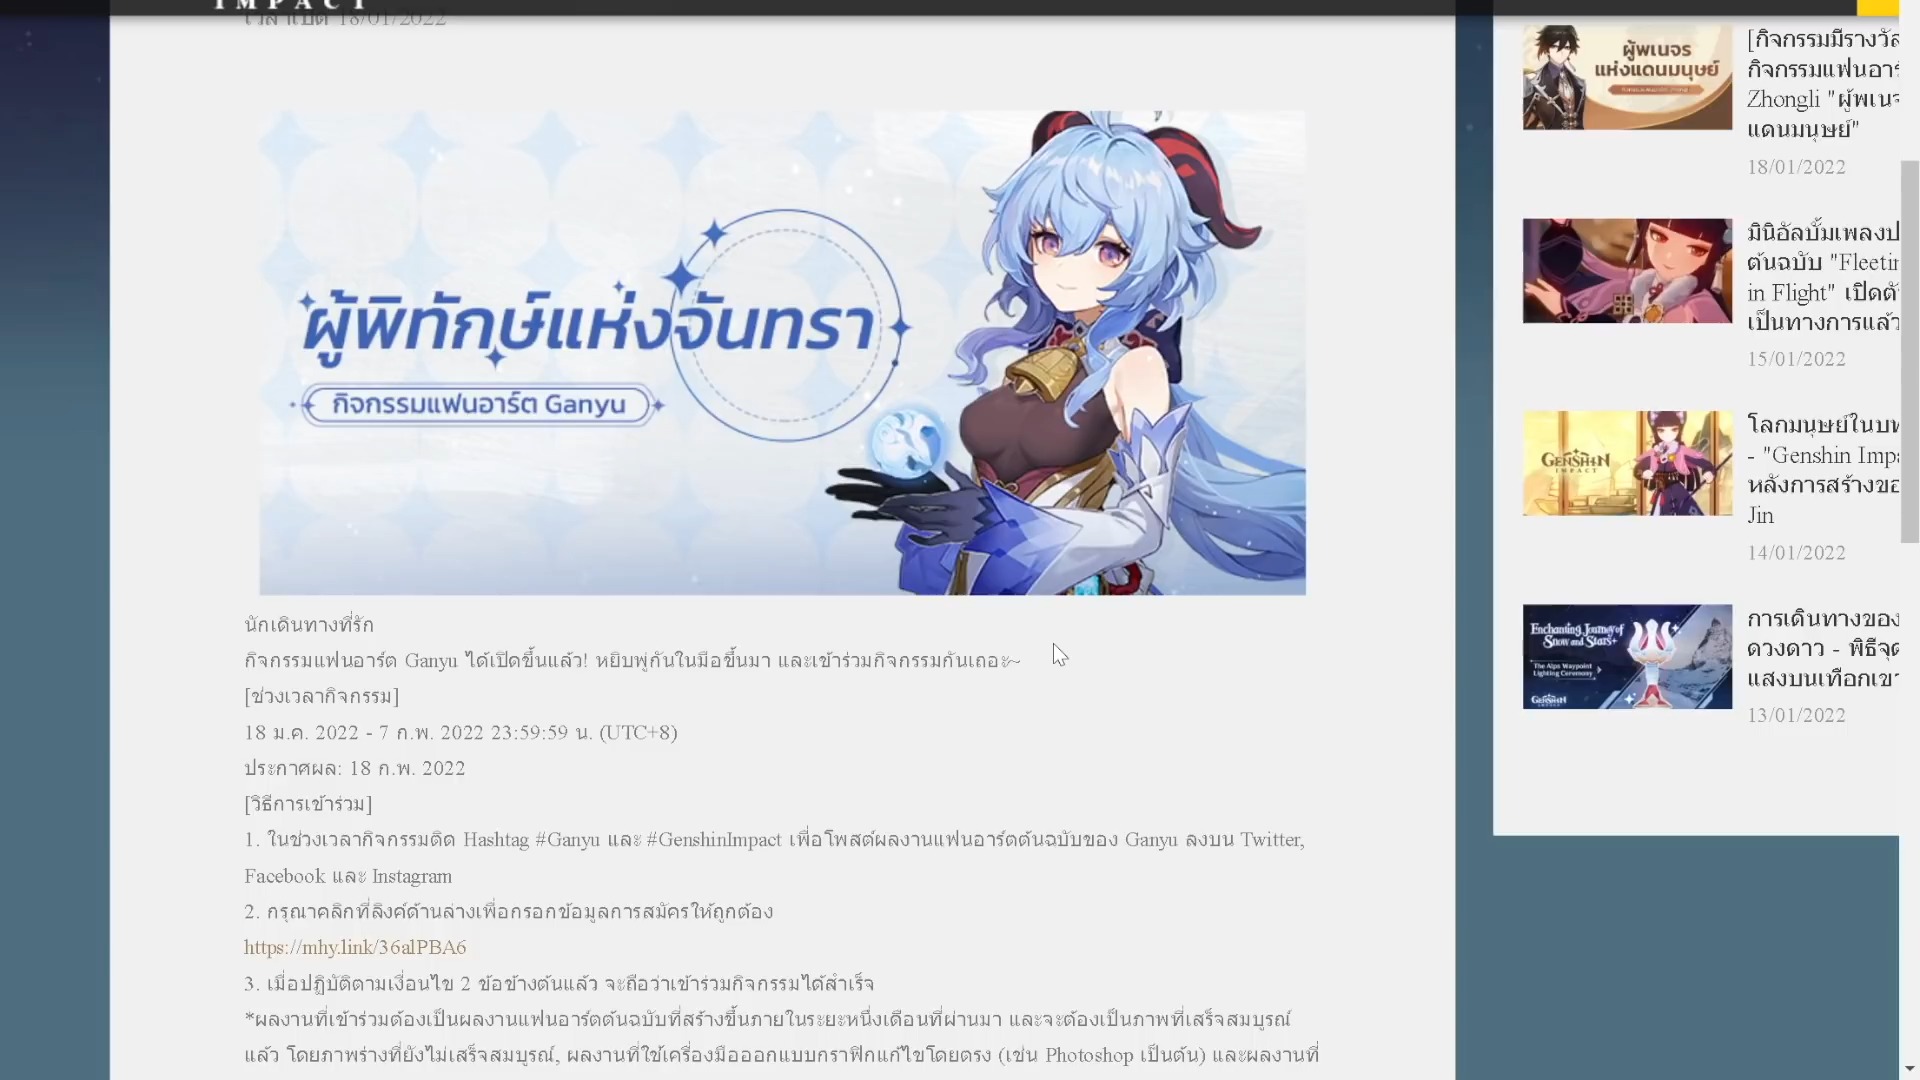 IMPACT
เวลาเปิด 18/01/2022
ผู้พิทักษ์แห่งจันทรา
กิจกรรมแฟนอาร์ต Ganyu
นักเดินทางที่รัก
กิจกรรมแฟนอาร์ต Ganyu ได้เปิดขึ้นแล้ว! หยิบพู่กันในมือขึ้นมา และเข้าร่วมกิจกรรมกันเถอะ~
[ช่วงเวลากิจกรรม]
18 ม.ค. 2022 - 7 ก.พ. 2022 23:59:59 น. (UTC+8)
ประกาศผล: 18 ก.พ. 2022
[วิธีการเข้าร่วม]
1. ในช่วงเวลากิจกรรมติด Hashtag #Ganyu และ #GenshinImpact เพื่อโพสต์ผลงานแฟนอาร์ตต้นฉบับของ Ganyu ลงบน Twitter,
Facebook และ Instagram
2. กรุณาคลิกที่ลิงค์ด้านล่างเพื่อกรอกข้อมูลการสมัครให้ถูกต้อง
https://mhy.link/36alPBA6
3. เมื่อปฏิบัติตามเงื่อนไข 2 ข้อข้างต้นแล้ว จะถือว่าเข้าร่วมกิจกรรมได้สำเร็จ
*ผลงานที่เข้าร่วมต้องเป็นผลงานแฟนอาร์ตต้นฉบับที่สร้างขึ้นภายในระยะหนึ่งเดือนที่ผ่านมา และจะต้องเป็นภาพที่เสร็จสมบูรณ์
แล้ว โดยภาพร่างที่ยังไม่เสร็จสมบูรณ์, ผลงานที่ใช้เครื่องมือออกแบบกราฟิกแก้ไขโดยตรง (เช่น Photoshop เป็นต้น) และผลงานที่
ผู้พเนจร
แห่งแดนมนุษย์
[กิจกรรมมีรางวัล
กิจกรรมแฟนอาร์
Zhongli "ผู้พเนจ
แดนมนุษย์"
18/01/2022
มินิอัลบั้มเพลงป
ต้นฉบับ "Fleetin
in Flight" เปิดตั
เป็นทางการแล้ว
15/01/2022
GENSHIN
IMPACT
โลกมนุษย์ในบท
- "Genshin Impa
หลังการสร้างขอ
Jin
14/01/2022
Enchanting Journey of
Snow and Stars
The Alps Waypoint
Lighting Ceremony
GENSHIN
การเดินทางของ
ดวงดาว - พิธีจุด
แสงบนเทือกเขา
13/01/2022